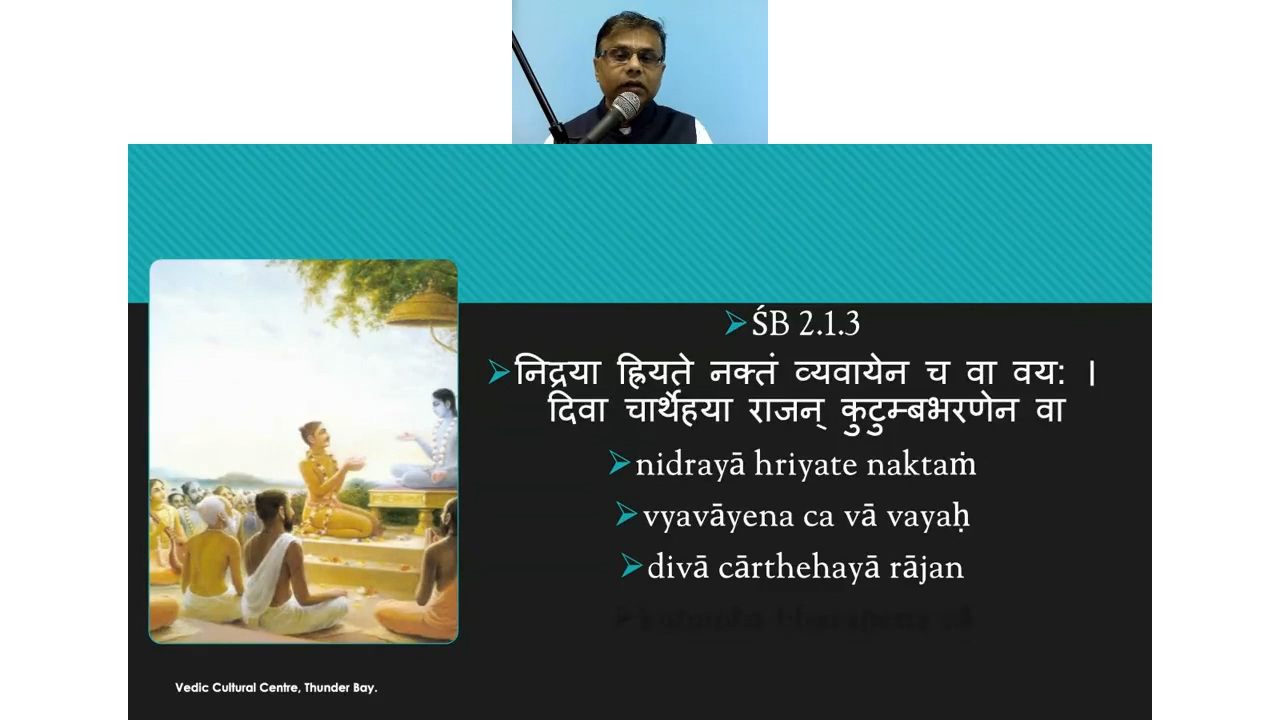 ŚB 2.1.3
निद्रया ह्रियते नक्तं व्यवायेन च वा वय: ।
दिवा चार्थेहया राजन् कुटुम्बभरणेन वा
nidrayā hriyate naktaṁ
vyavāyena ca vā vayaḥ
divā cārthehayā rājan
Vedic Cultural Centre, Thunder Bay.